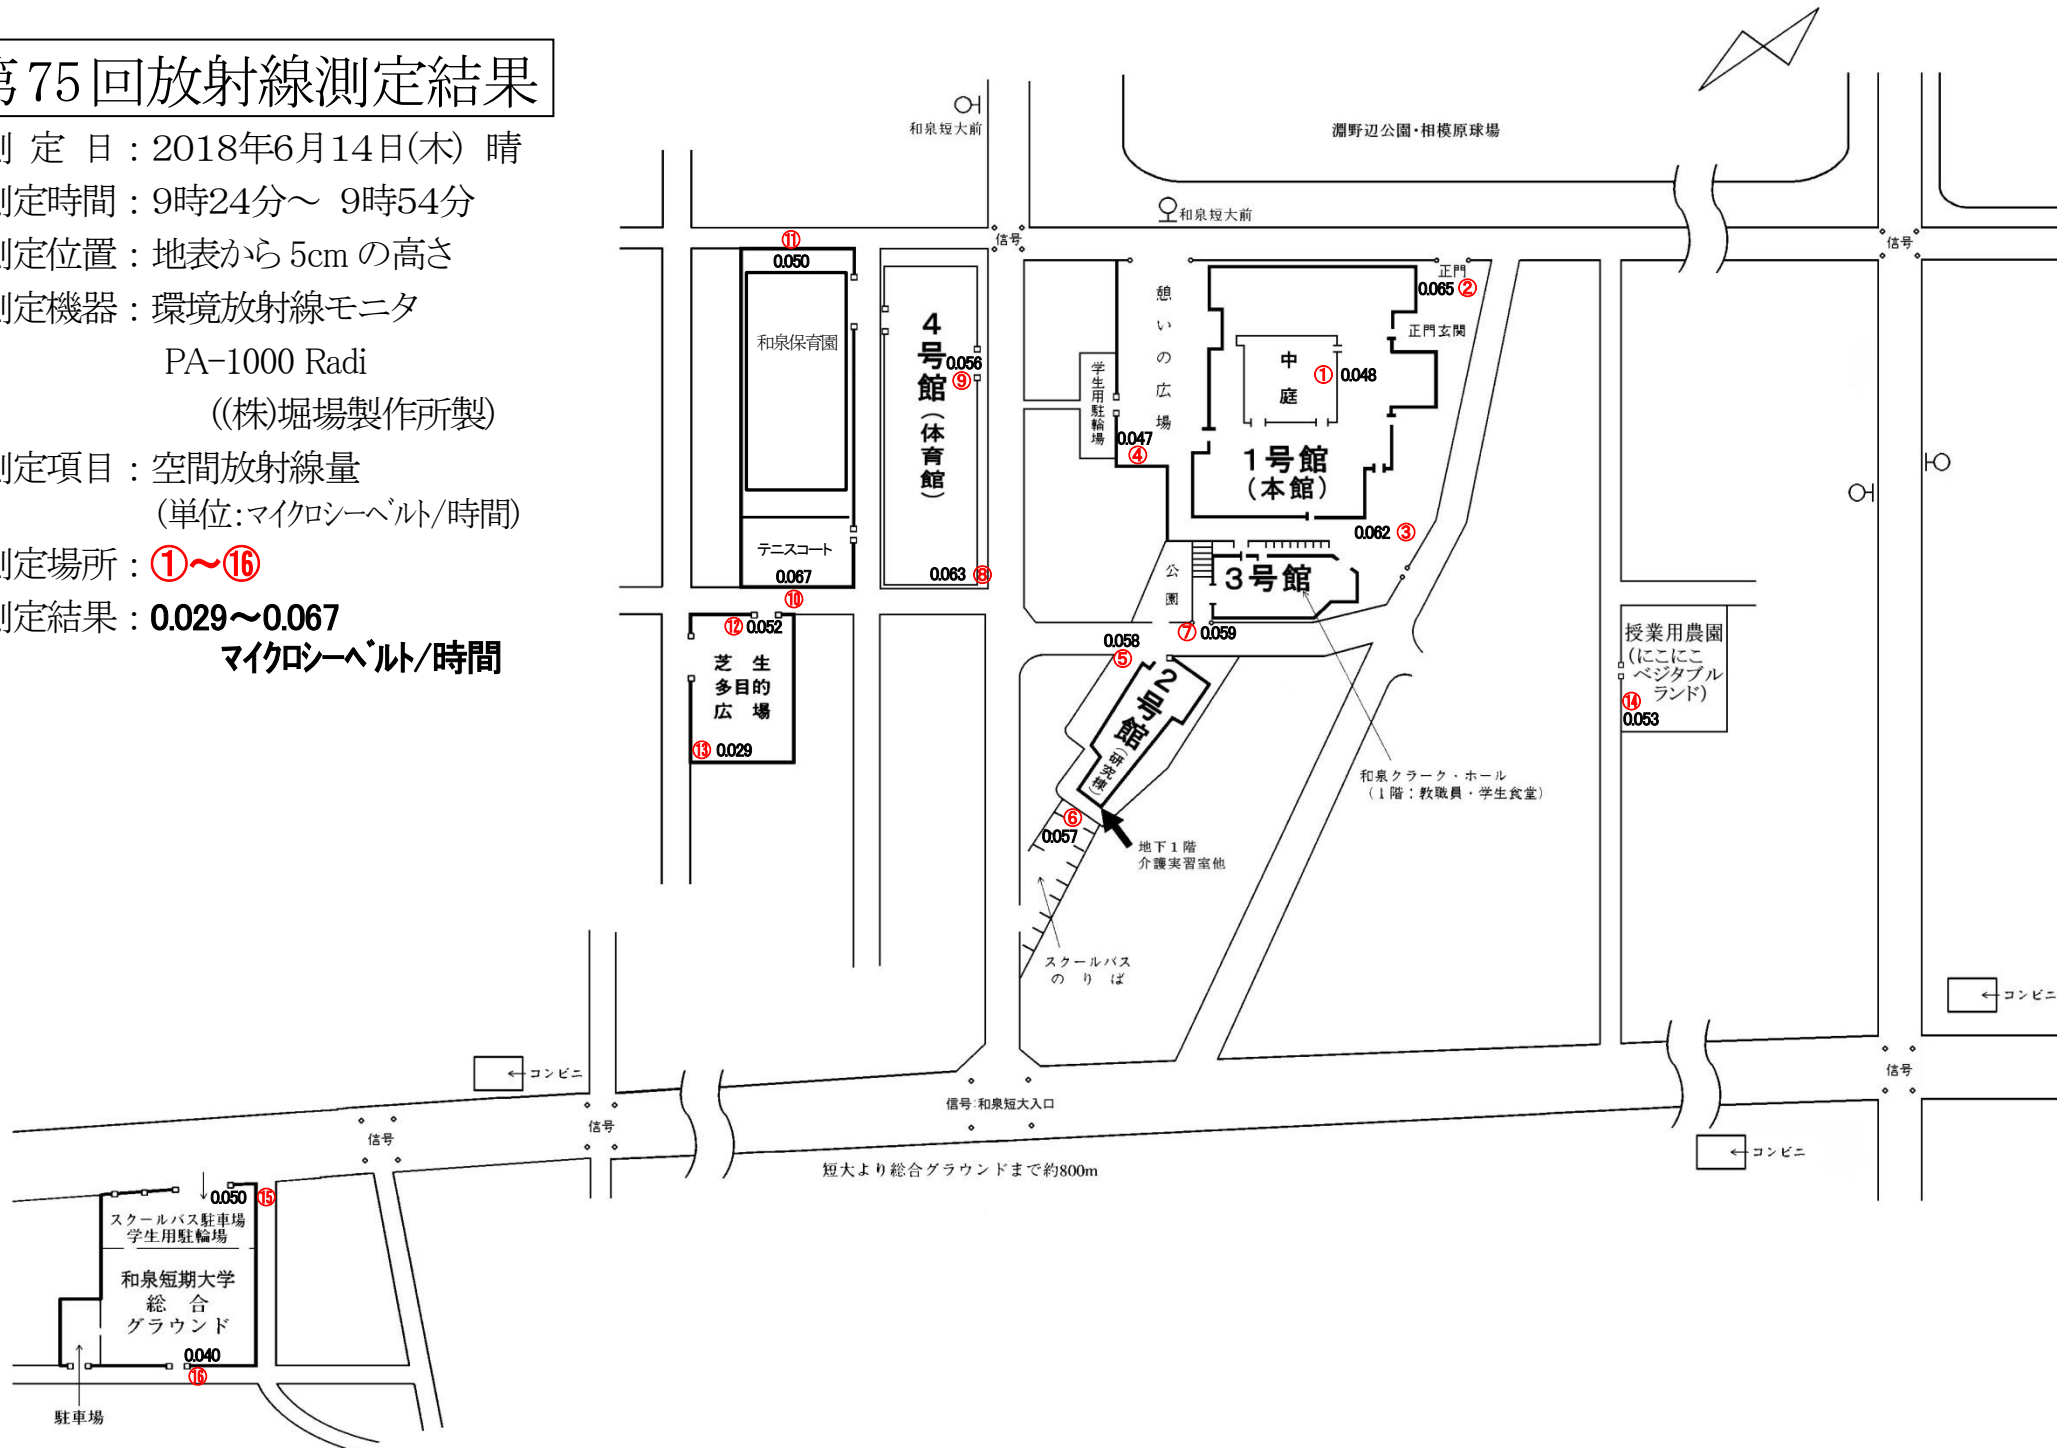 第75回放射線測定結果
測 定 日：2018年6月14日(木) 晴
測定時間：9時24分～ 9時54分
測定位置：地表から5cmの高さ
測定機器：環境放射線モニタ
PA-1000 Radi
((株)堀場製作所製)
測定項目：空間放射線量
(単位:マイクロシーベルト/時間)
測定場所：①～⑯
測定結果：0.029～0.067
マイクロシーベルト/時間
和泉短大前
淵野辺公園・相模原球場
和泉短大前
信号
信号
⑪
0.050
和泉保育園
テニスコート
0.067
⑩
4号館（体育館）
0.056
⑨
0.063 ⑧
憩いの広場
学生用駐輪場
0.047
④
正門
0.065 ②
正門玄関
中庭
① 0.048
1号館
（本館）
0.062 ③
公園
3号館
⑦ 0.059
0.058
⑤
2号館（研究棟）
⑥
0.057
地下1階
介護実習室他
スクールバス
のりば
和泉クラーク・ホール
（1階：教職員・学生食堂）
⑫ 0.052
芝 生
多目的
広 場
⑬ 0.029
授業用農園
（にこにこ
ベジタブル
ランド）
⑭
0.053
←コンビニ
←コンビニ
信号
信号
信号:和泉短大入口
信号
←コンビニ
短大より総合グラウンドまで約800m
0.050 ⑮
スクールバス駐車場
学生用駐輪場
和泉短期大学
総 合
グラウンド
0.040
⑯
駐車場